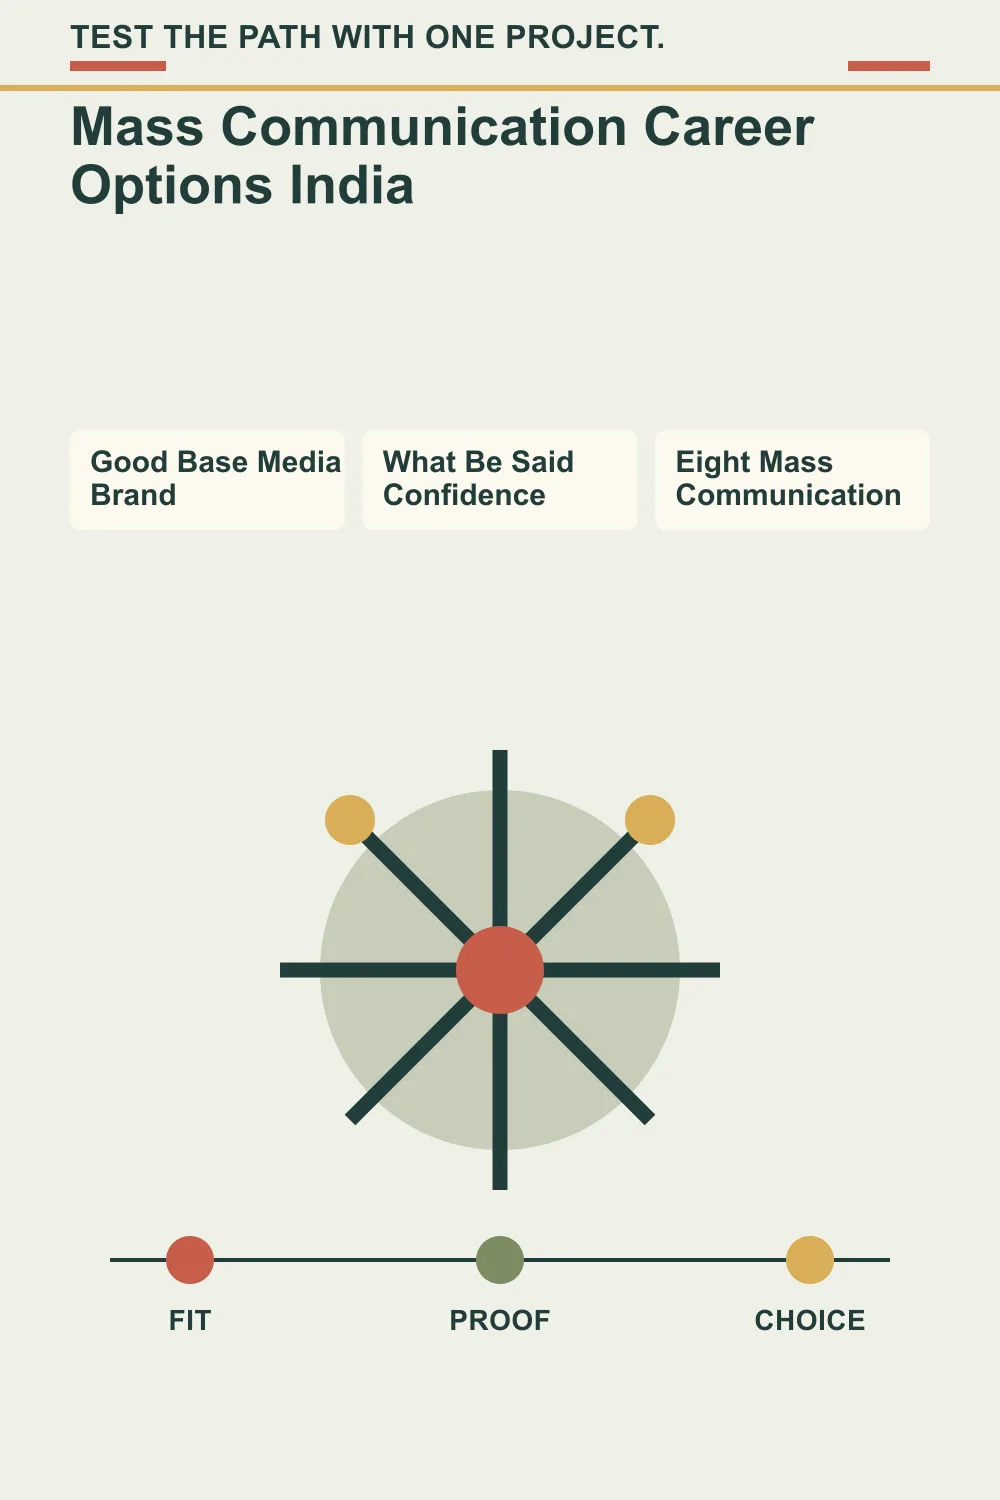 TEST THE PATH WITH ONE PROJECT.
Mass Communication Career
Options India
Good Base Media
Brand
What Be Said
Confidence
Eight Mass
Communication
FIT
PROOF
CHOICE